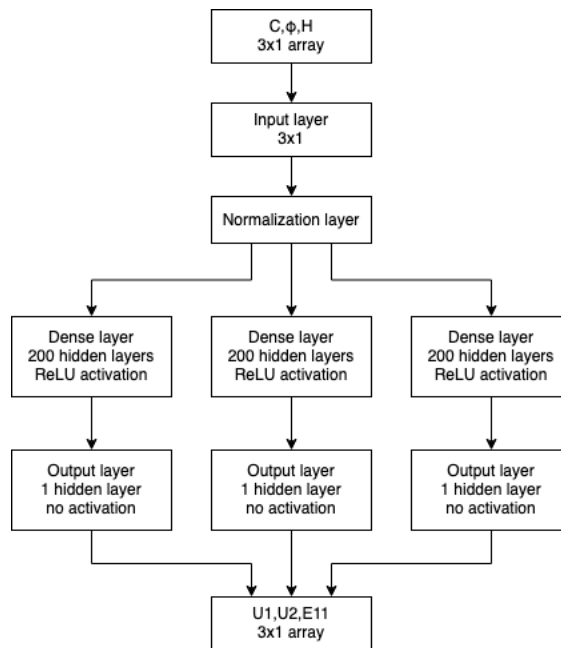 C,ф,H
3x1 array
Input layer
3x1
Normalization layer
Dense layer
200 hidden layers
ReLU activation
Dense layer
200 hidden layers
ReLU activation
Dense layer
200 hidden layers
ReLU activation
Output layer
1 hidden layer
no activation
Output layer
1 hidden layer
no activation
Output layer
1 hidden layer
no activation
U1,U2,E11
3x1 array